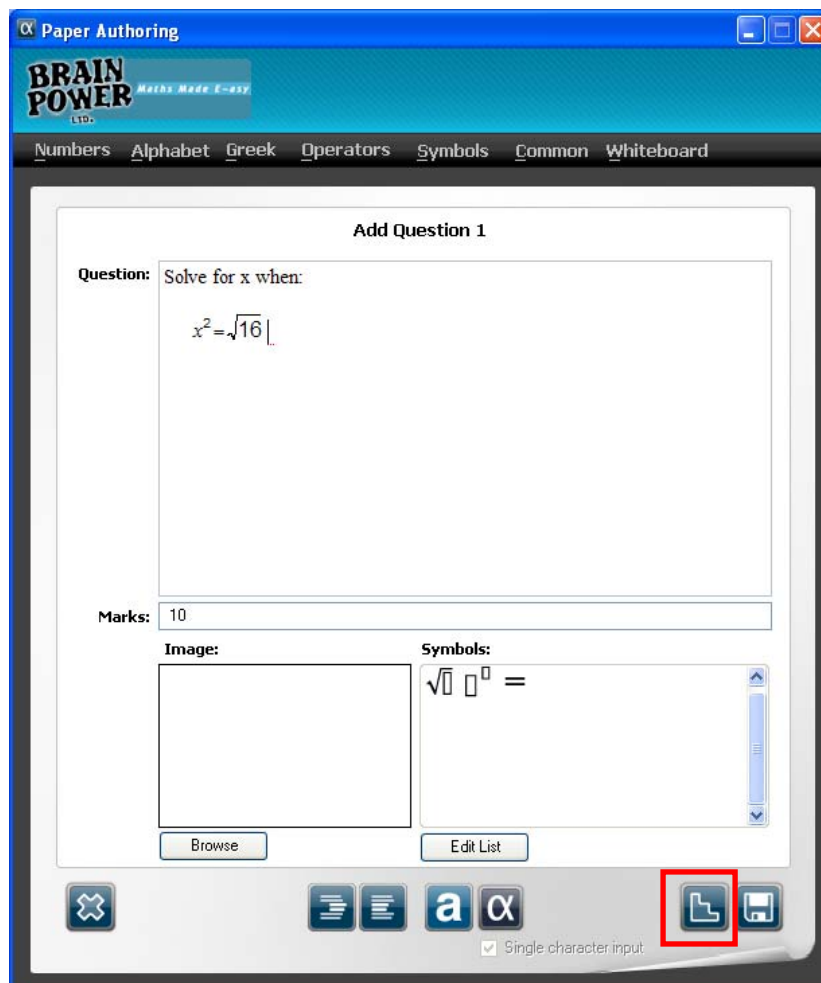 α Paper Authoring
BRAIN
POWER
LTD.
Maths Made E-asy
Numbers Alphabet Greek Operators Symbols Common Whiteboard
Add Question 1
Question: Solve for x when:
x²=√16
Marks: 10
Image: Symbols:
√▯ ▯▯ =
Browse Edit List
a α
Single character input